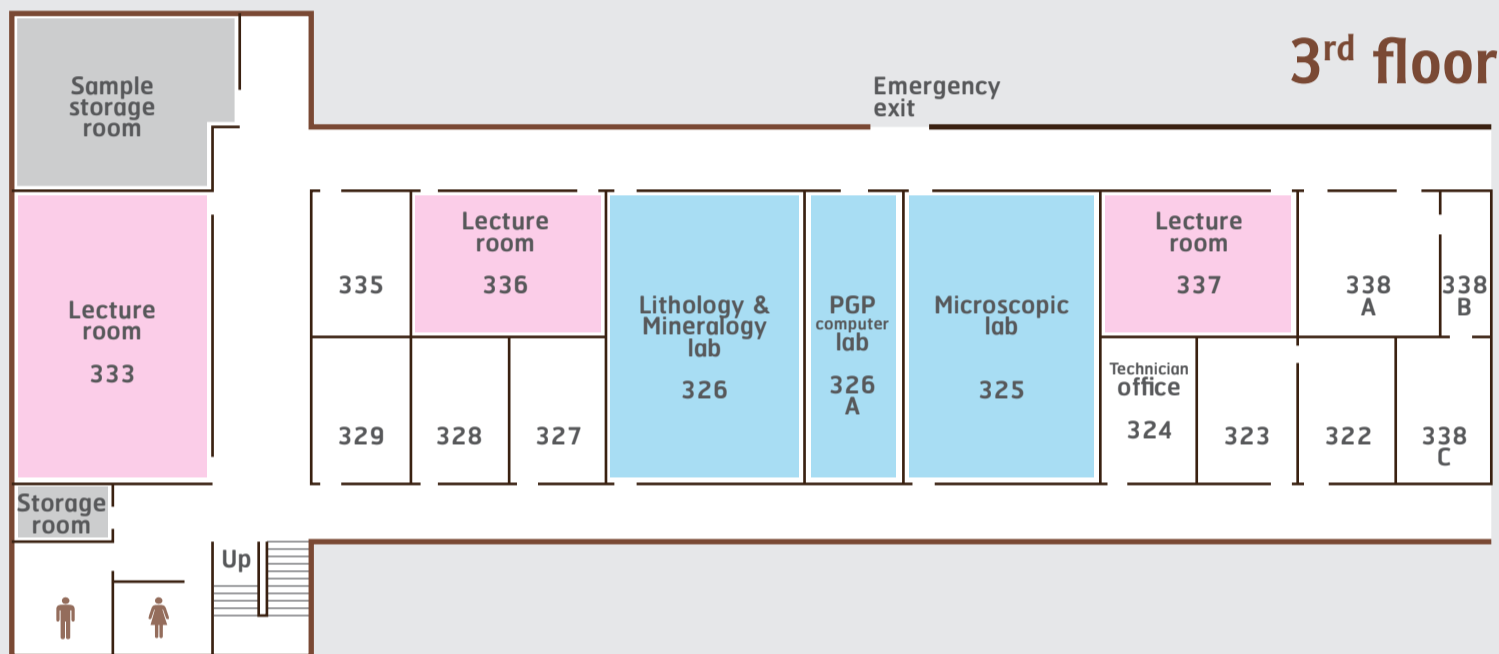 3rd floor
Emergency
exit
Sample
storage
room
Lecture
room
333
335
Lecture
room
336
Lithology &
Mineralogy
lab
326
PGP
computer
lab
326
A
Microscopic
lab
325
Lecture
room
337
338
A
338
B
329
328
327
Technician
office
324
323
322
338
C
Storage
room
Up